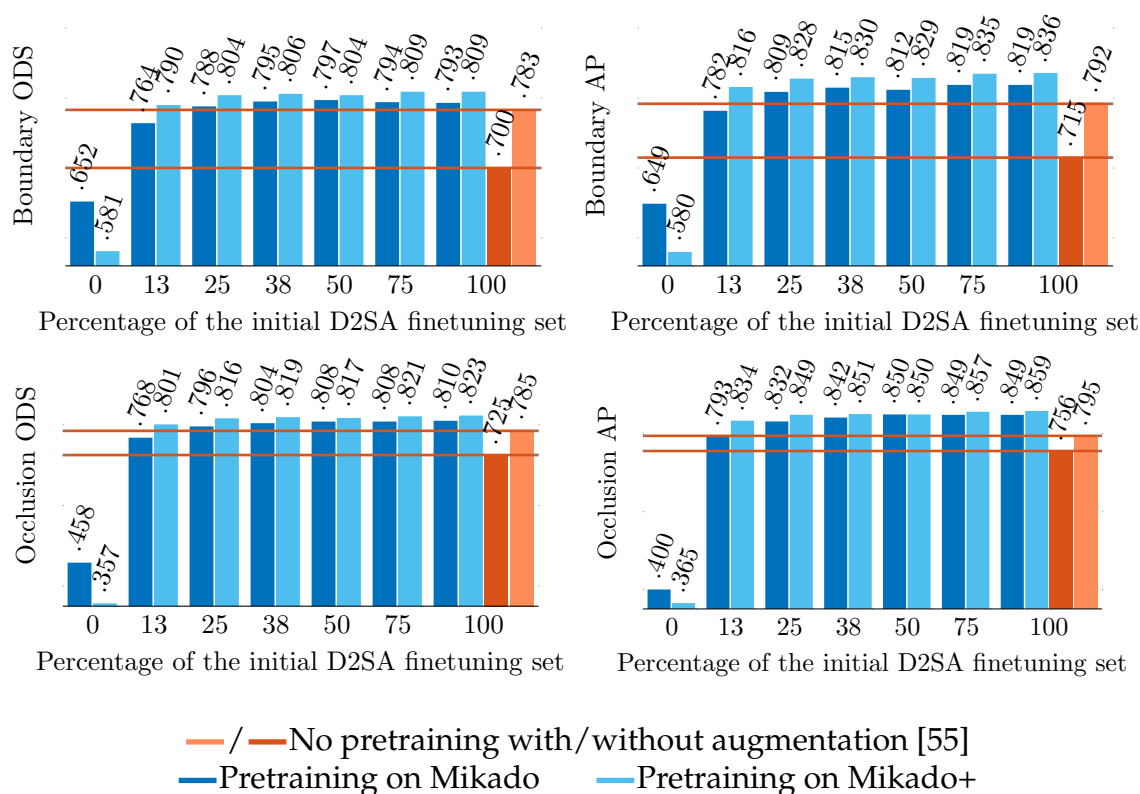 Boundary ODS
.652 .581 .764 .790 .788 .804 .795 .806 .797 .804 .794 .809 .793 .809 .700 .783
0 13 25 38 50 75 100
Percentage of the initial D2SA finetuning set
Boundary AP
.649 .580 .782 .816 .809 .828 .815 .830 .812 .829 .819 .835 .819 .836 .715 .792
0 13 25 38 50 75 100
Percentage of the initial D2SA finetuning set
Occlusion ODS
.458 .357 .768 .801 .796 .816 .804 .819 .808 .817 .808 .821 .810 .823 .725 .785
0 13 25 38 50 75 100
Percentage of the initial D2SA finetuning set
Occlusion AP
.400 .365 .793 .834 .832 .849 .842 .851 .850 .850 .849 .857 .849 .859 .756 .795
0 13 25 38 50 75 100
Percentage of the initial D2SA finetuning set
/ No pretraining with/without augmentation [55]
Pretraining on Mikado Pretraining on Mikado+